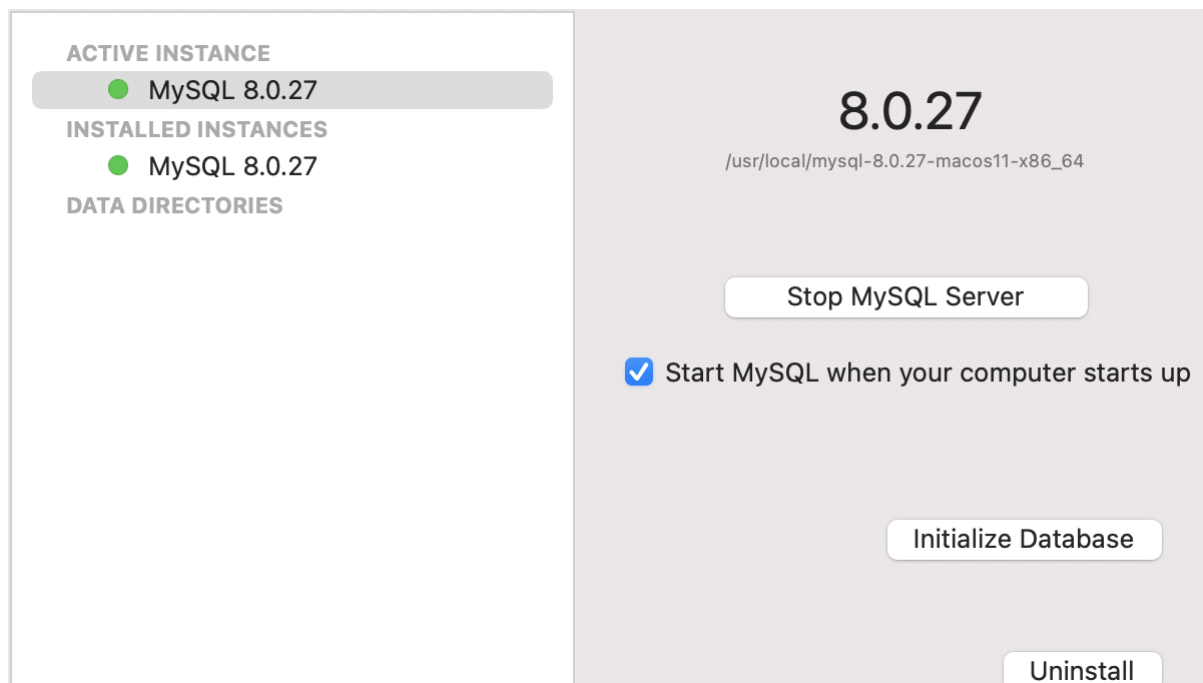 ACTIVE INSTANCE
MySQL 8.0.27
INSTALLED INSTANCES
MySQL 8.0.27
DATA DIRECTORIES
8.0.27
/usr/local/mysql-8.0.27-macos11-x86_64
Stop MySQL Server
Start MySQL when your computer starts up
Initialize Database
Uninstall